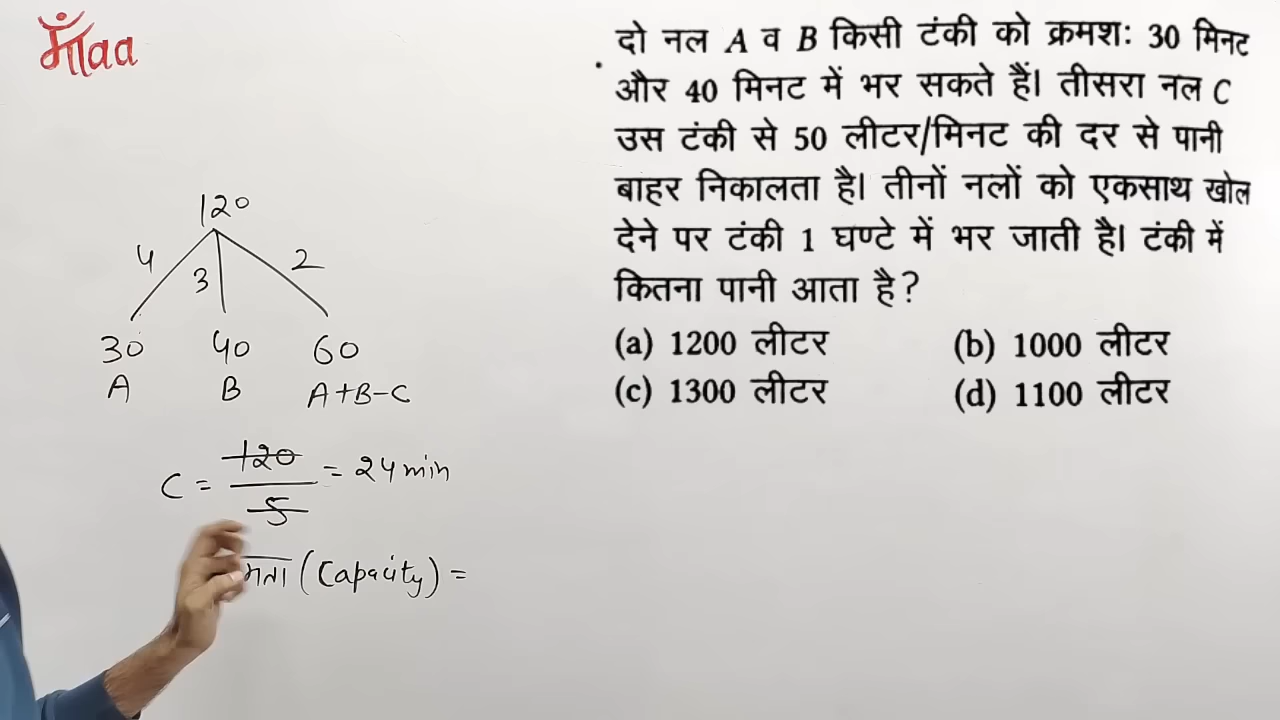 माँaa
दो नल A व B किसी टंकी को क्रमशः 30 मिनट
और 40 मिनट में भर सकते हैं। तीसरा नल C
उस टंकी से 50 लीटर/मिनट की दर से पानी
बाहर निकालता है। तीनों नलों को एकसाथ खोल
देने पर टंकी 1 घण्टे में भर जाती है। टंकी में
कितना पानी आता है?
(a) 1200 लीटर (b) 1000 लीटर
(c) 1300 लीटर (d) 1100 लीटर
120
4 3 2
30 40 60
A B A+B-C
C = 120/5 = 24 min
(Capacity) =